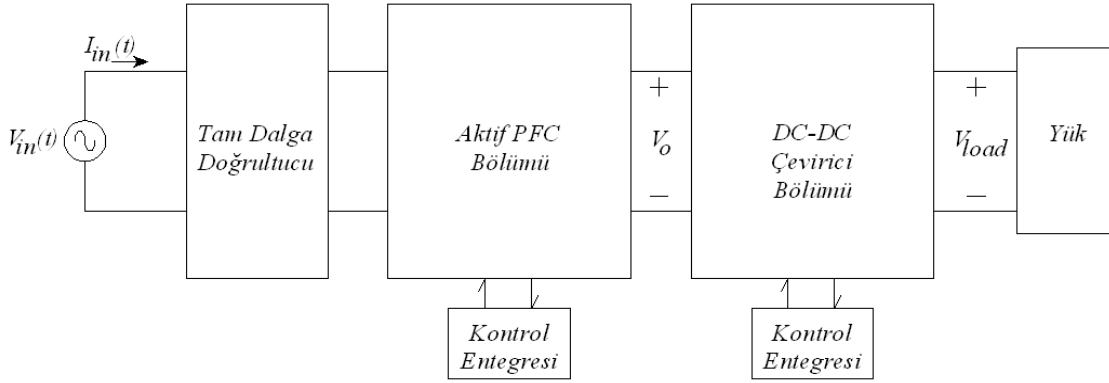 I_in(t)
V_in(t)
Tam Dalga
Doğrultucu
Aktif PFC
Bölümü
+
V_o
−
DC-DC
Çevirici
Bölümü
+
V_load
−
Yük
Kontrol
Entegresi
Kontrol
Entegresi